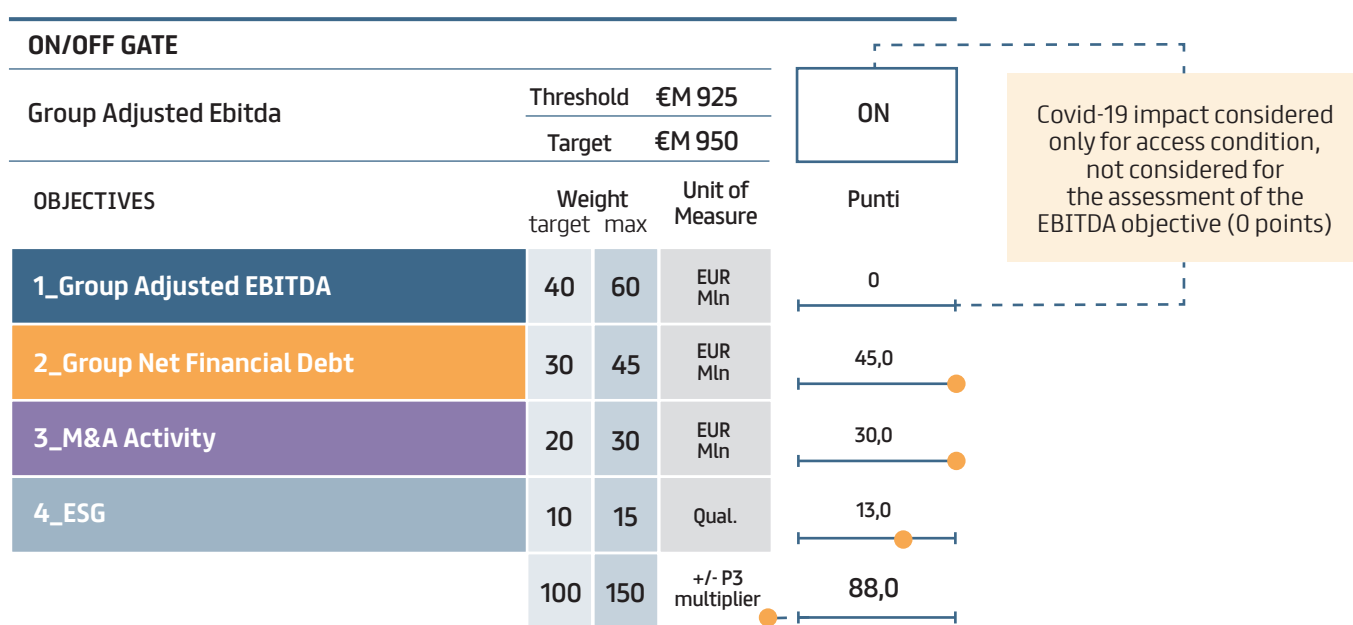 ON/OFF GATE
Group Adjusted Ebitda
Threshold €M 925
Target €M 950
ON
Covid-19 impact considered
only for access condition,
not considered for
the assessment of the
EBITDA objective (0 points)
OBJECTIVES
Weight
target max
Unit of
Measure
Punti
1_Group Adjusted EBITDA
40
60
EUR
Mln
0
2_Group Net Financial Debt
30
45
EUR
Mln
45,0
3_M&A Activity
20
30
EUR
Mln
30,0
4_ESG
10
15
Qual.
13,0
100
150
+/- P3
multiplier
88,0